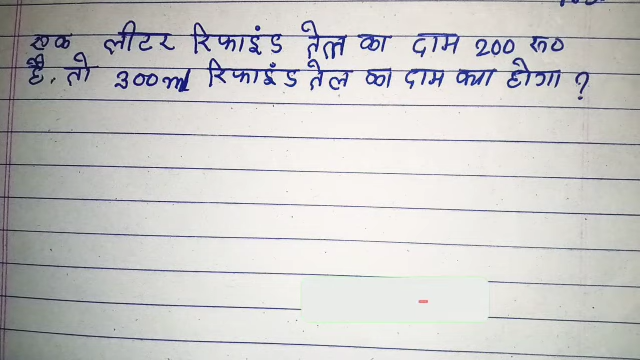 एक लीटर रिफाइंड तेल का दाम 200 रू०
है. तो 300ml रिफाइंड तेल का दाम क्या होगा ?